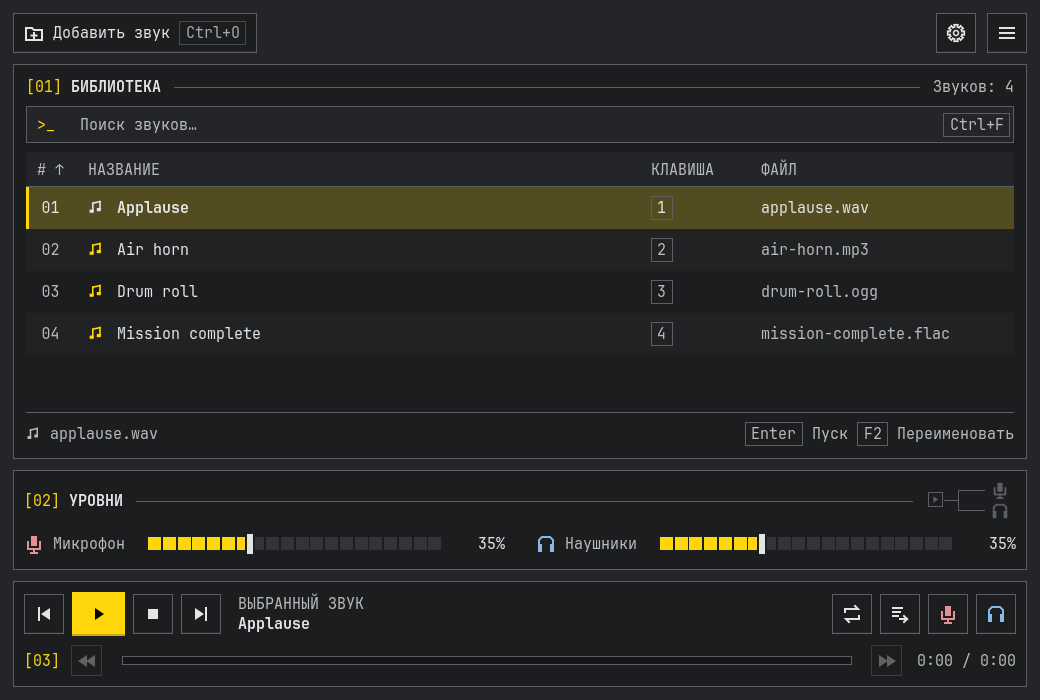 Добавить звук Ctrl+O
[01] БИБЛИОТЕКА Звуков: 4
>_ Поиск звуков… Ctrl+F
# ↑ НАЗВАНИЕ КЛАВИША ФАЙЛ
01 Applause 1 applause.wav
02 Air horn 2 air-horn.mp3
03 Drum roll 3 drum-roll.ogg
04 Mission complete 4 mission-complete.flac
applause.wav Enter Пуск F2 Переименовать
[02] УРОВНИ
Микрофон 35% Наушники 35%
ВЫБРАННЫЙ ЗВУК
Applause
[03] 0:00 / 0:00